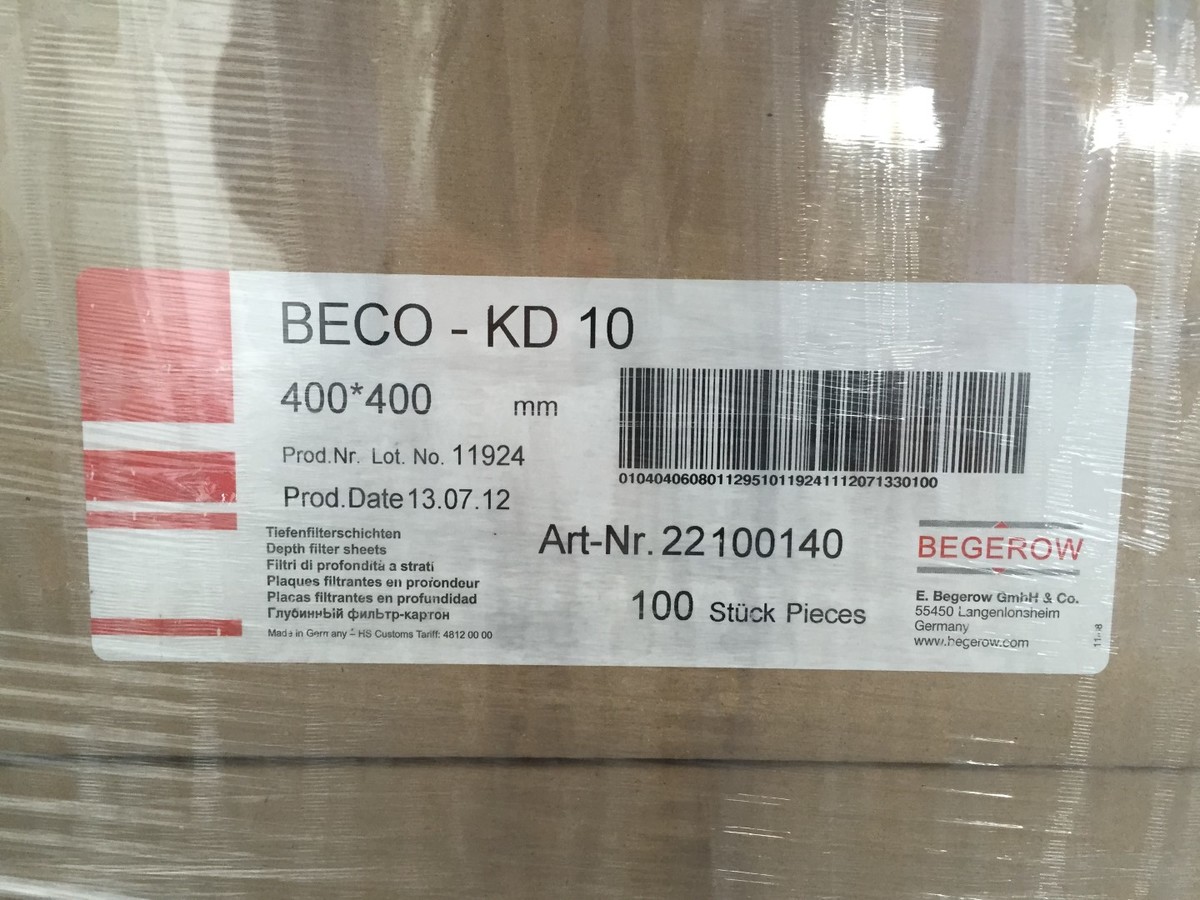 BECO - KD 10
400*400 mm
Prod.Nr. Lot. No. 11924
Prod.Date 13.07.12
01040406080112951011924111207133 0100
Tiefenfilterschichten
Depth filter sheets
Filtri di profondità a strati
Plaques filtrantes en profondeur
Placas filtrantes en profundidad
Глубинный фильтр-картон
Made in Germany - HS Customs Tariff: 4812 00 00
Art-Nr. 22100140
100 Stück Pieces
BEGEROW
E. Begerow GmbH & Co.
55450 Langenlonsheim
Germany
www.begerow.com